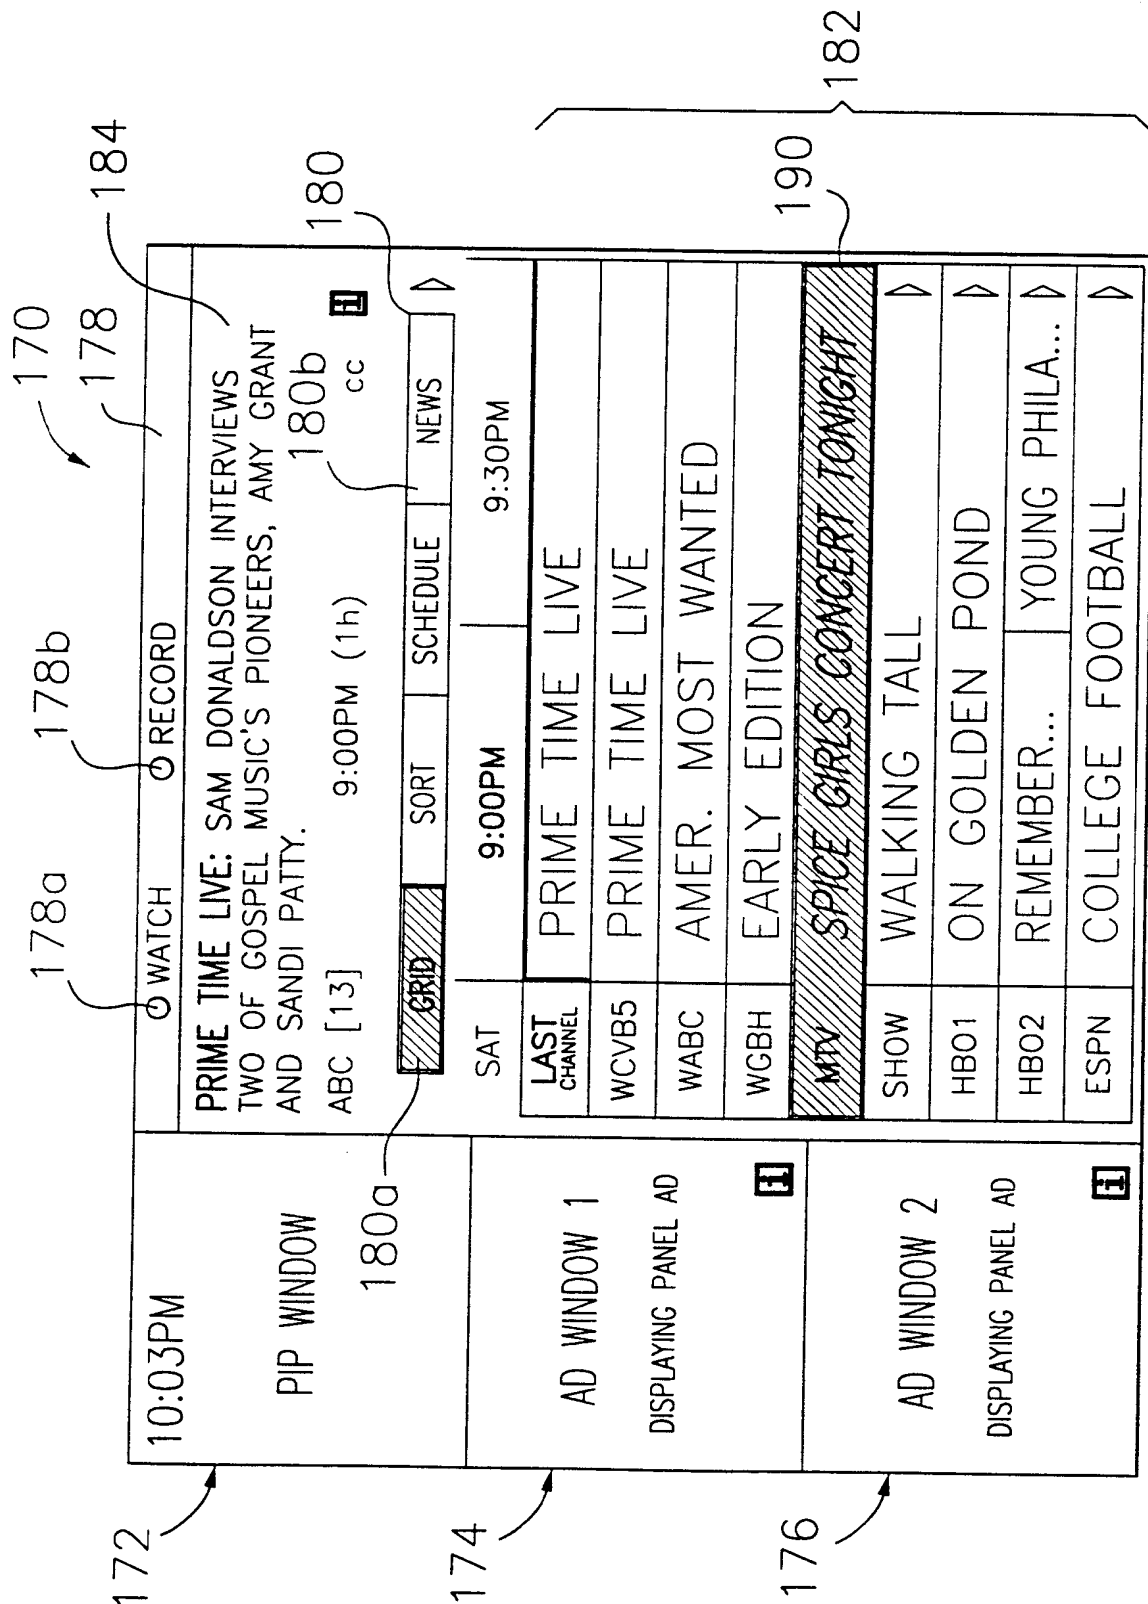 170
178a
178b
178
184
172
10:03PM
PIP WINDOW
WATCH
RECORD
PRIME TIME LIVE: SAM DONALDSON INTERVIEWS
TWO OF GOSPEL MUSIC'S PIONEERS, AMY GRANT
AND SANDI PATTY.
ABC [13] 9:00PM (1h) cc i
180a
180b
180
GRID SORT SCHEDULE NEWS
SAT 9:00PM 9:30PM
174
AD WINDOW 1
DISPLAYING PANEL AD
i
LAST
CHANNEL
PRIME TIME LIVE
WCVB5 PRIME TIME LIVE
WABC AMER. MOST WANTED
WGBH EARLY EDITION
190
MTV SPICE GIRLS CONCERT TONIGHT
182
176
AD WINDOW 2
DISPLAYING PANEL AD
i
SHOW WALKING TALL
HBO1 ON GOLDEN POND
HBO2 REMEMBER... YOUNG PHILA...
ESPN COLLEGE FOOTBALL